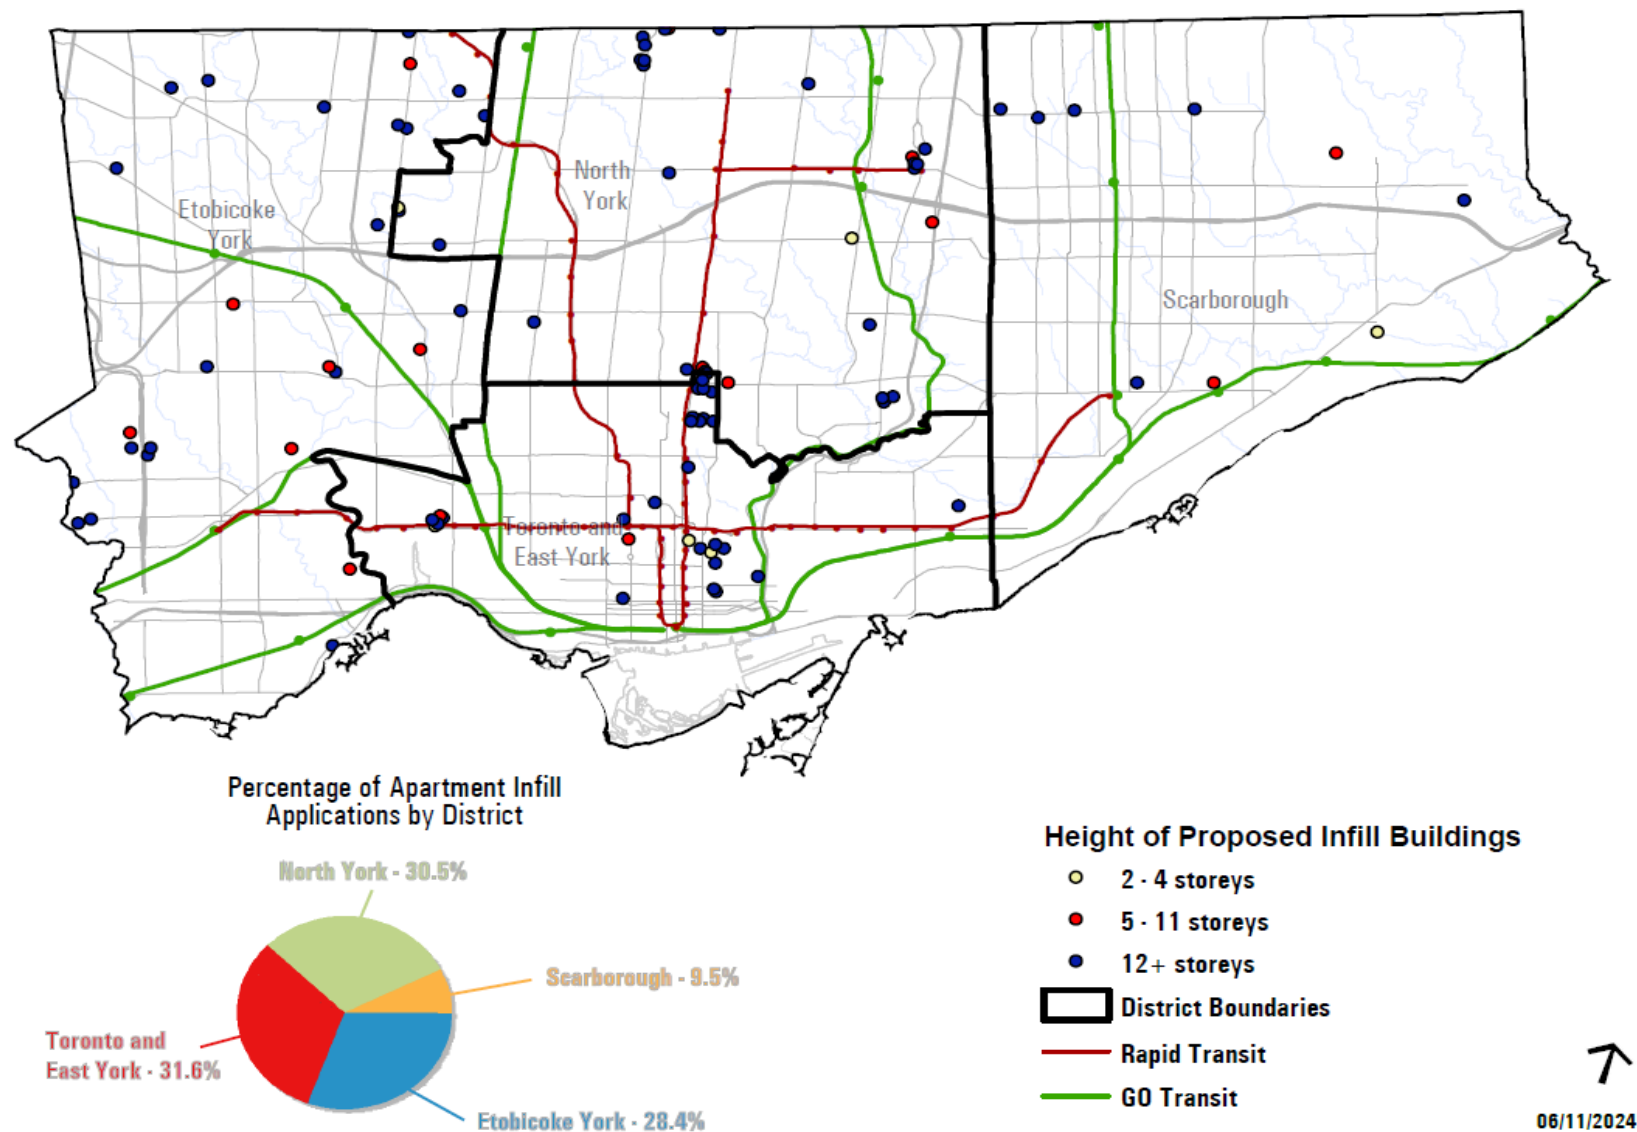 North
York
Etobicoke
York
Scarborough
Toronto and
East York
Percentage of Apartment Infill
Applications by District
North York - 30.5%
Scarborough - 9.5%
Toronto and
East York - 31.6%
Etobicoke York - 28.4%
Height of Proposed Infill Buildings
2 - 4 storeys
5 - 11 storeys
12+ storeys
District Boundaries
Rapid Transit
GO Transit
06/11/2024